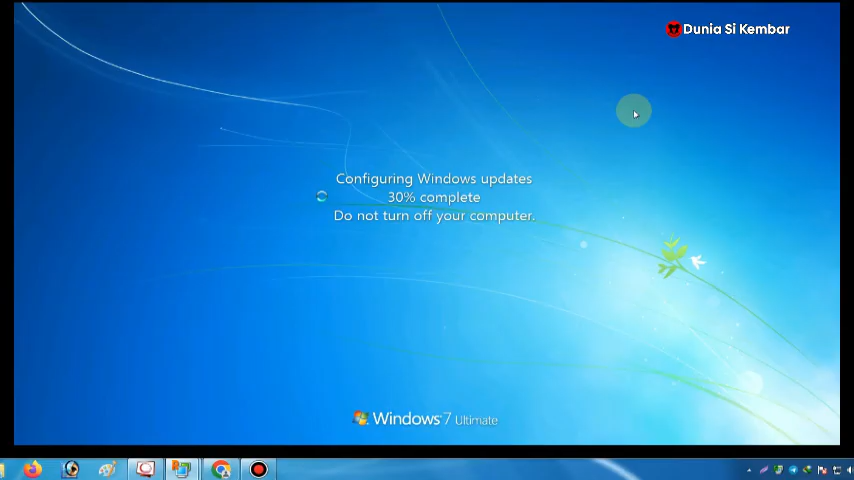 Dunia Si Kembar
Configuring Windows updates
30% complete
Do not turn off your computer.
Windows 7 Ultimate